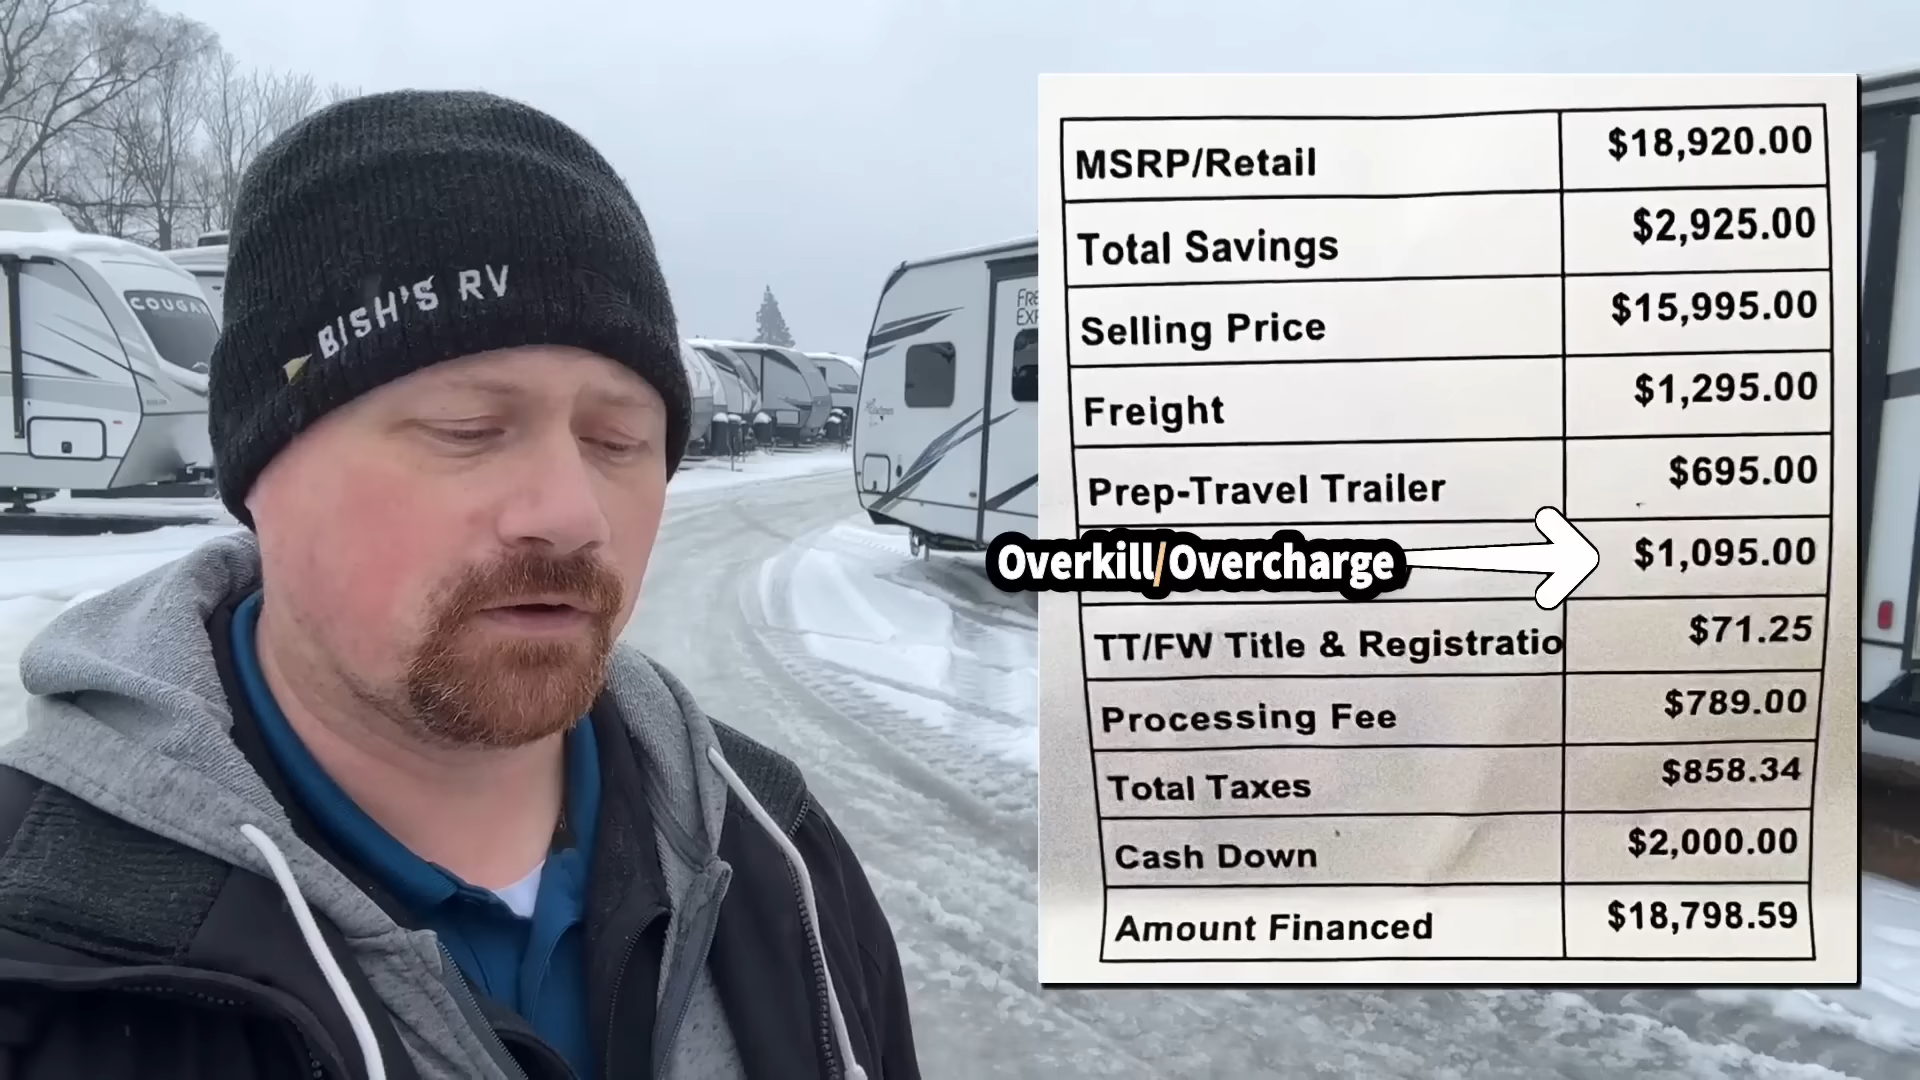 BISH'S RV
COUGAR
FRE
EXP
MSRP/Retail $18,920.00
Total Savings $2,925.00
Selling Price $15,995.00
Freight $1,295.00
Prep-Travel Trailer $695.00
Overkill/Overcharge $1,095.00
TT/FW Title & Registratio $71.25
Processing Fee $789.00
Total Taxes $858.34
Cash Down $2,000.00
Amount Financed $18,798.59